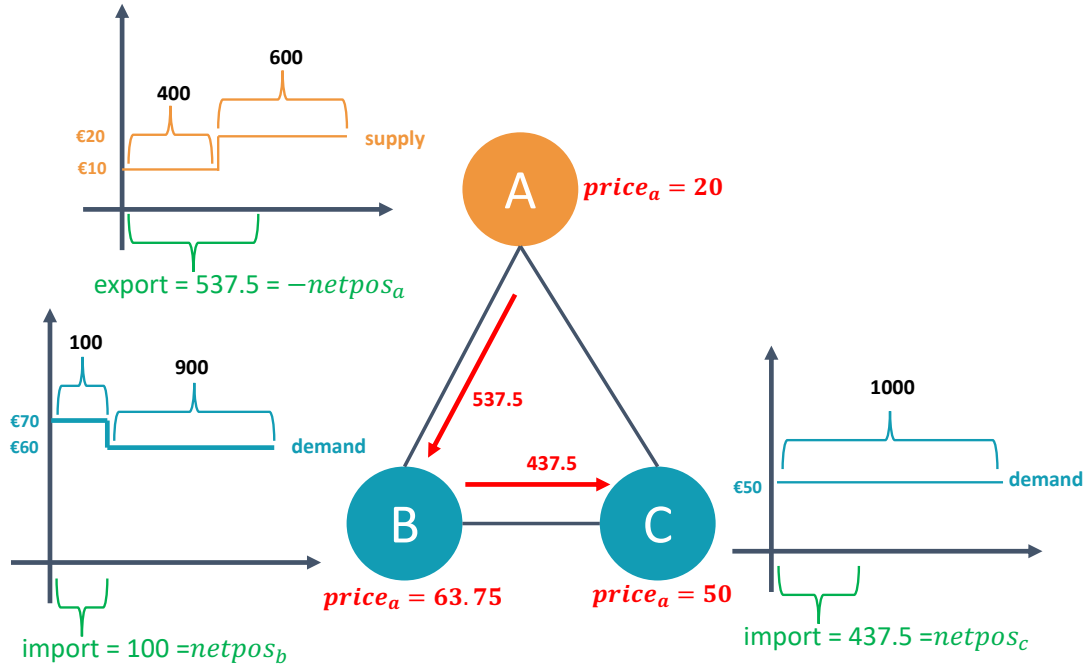 600
400
€20
supply
€10
A
price_a = 20
export = 537.5 = −netpos_a
100
900
1000
537.5
€70
€60
demand
437.5
€50
demand
B
C
price_a = 63.75
price_a = 50
import = 100 =netpos_b
import = 437.5 =netpos_c